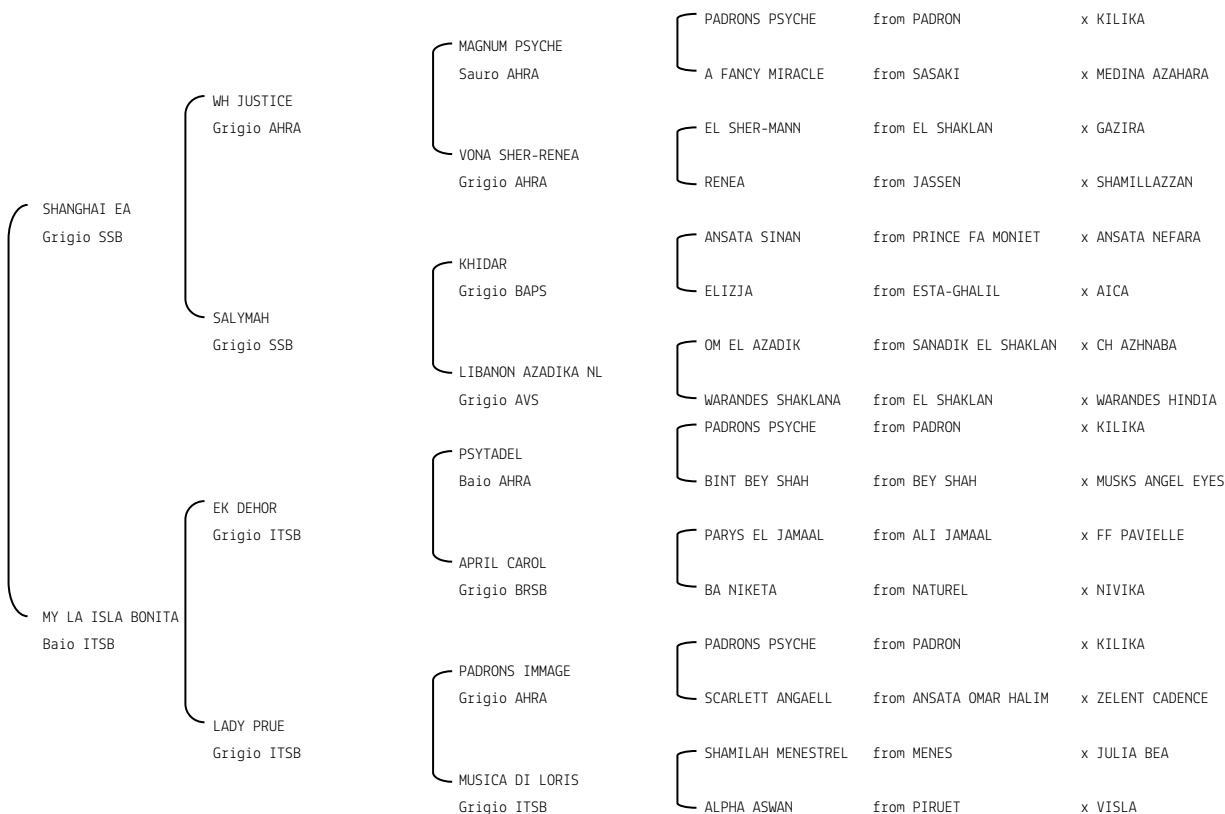 PADRONS PSYCHE from PADRON x KILIKA
MAGNUM PSYCHE
Sauro AHRA A FANCY MIRACLE from SASAKI x MEDINA AZAHARA
WH JUSTICE
Grigio AHRA EL SHER-MANN from EL SHAKLAN x GAZIRA
VONA SHER-RENEA
Grigio AHRA RENEA from JASSEN x SHAMILLAZZAN
SHANGHAI EA
Grigio SSB ANSATA SINAN from PRINCE FA MONIET x ANSATA NEFARA
KHIDAR
Grigio BAPS ELIZJA from ESTA-GHALIL x AICA
SALYMAH
Grigio SSB OM EL AZADIK from SANADIK EL SHAKLAN x CH AZHNABA
LIBANON AZADIKA NL
Grigio AVS WARANDES SHAKLANA from EL SHAKLAN x WARANDES HINDIA
PADRONS PSYCHE from PADRON x KILIKA
PSYTADEL
Baio AHRA BINT BEY SHAH from BEY SHAH x MUSKS ANGEL EYES
EK DEHOR
Grigio ITSB PARYS EL JAMAAL from ALI JAMAAL x FF PAVIELLE
APRIL CAROL
Grigio BRSB BA NIKETA from NATUREL x NIVIKA
MY LA ISLA BONITA
Baio ITSB PADRONS PSYCHE from PADRON x KILIKA
PADRONS IMMAGE
Grigio AHRA SCARLETT ANGAELL from ANSATA OMAR HALIM x ZELENT CADENCE
LADY PRUE
Grigio ITSB SHAMILAH MENESTREL from MENES x JULIA BEA
MUSICA DI LORIS
Grigio ITSB ALPHA ASWAN from PIRUET x VISLA